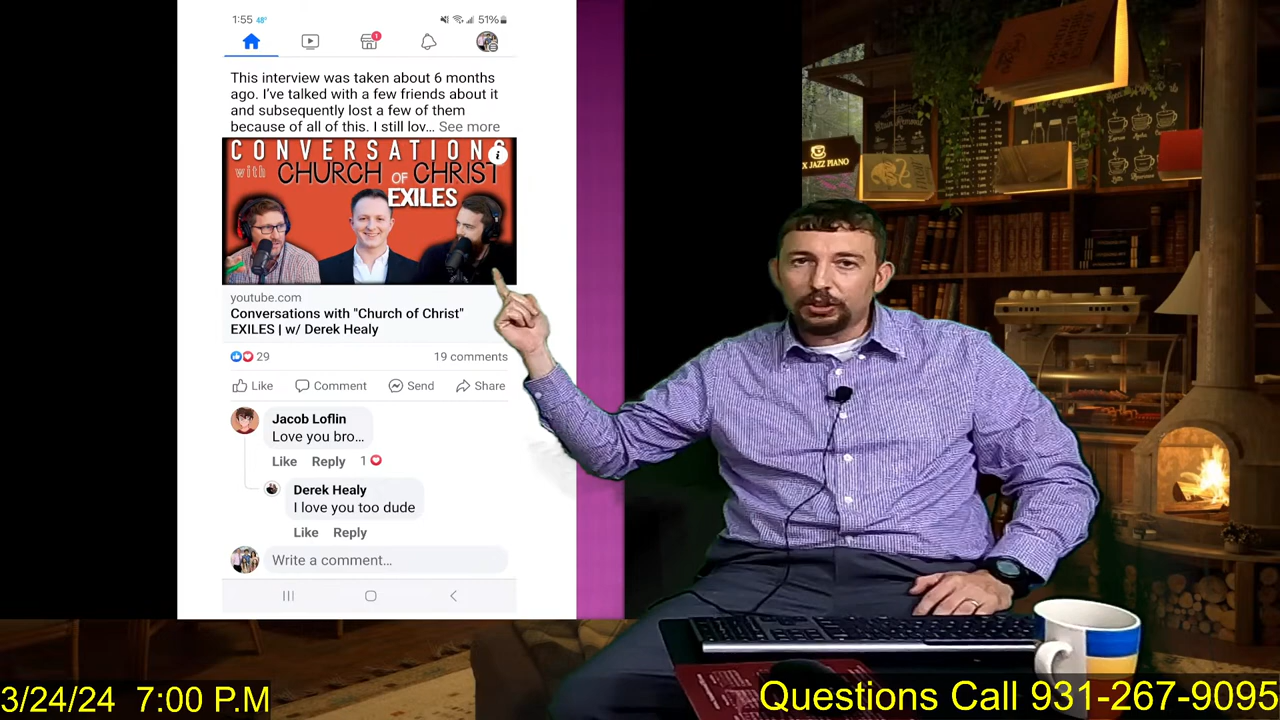 1:55 48°
51%
1
This interview was taken about 6 months
ago. I've talked with a few friends about it
and subsequently lost a few of them
because of all of this. I still lov... See more
CONVERSATIONS
with CHURCH OF CHRIST
EXILES
youtube.com
Conversations with "Church of Christ"
EXILES | w/ Derek Healy
29
19 comments
Like Comment Send Share
Jacob Loflin
Love you bro...
Like Reply 1
Derek Healy
I love you too dude
Like Reply
Write a comment...
JAZZ PIANO
3/24/24 7:00 P.M
Questions Call 931-267-9095